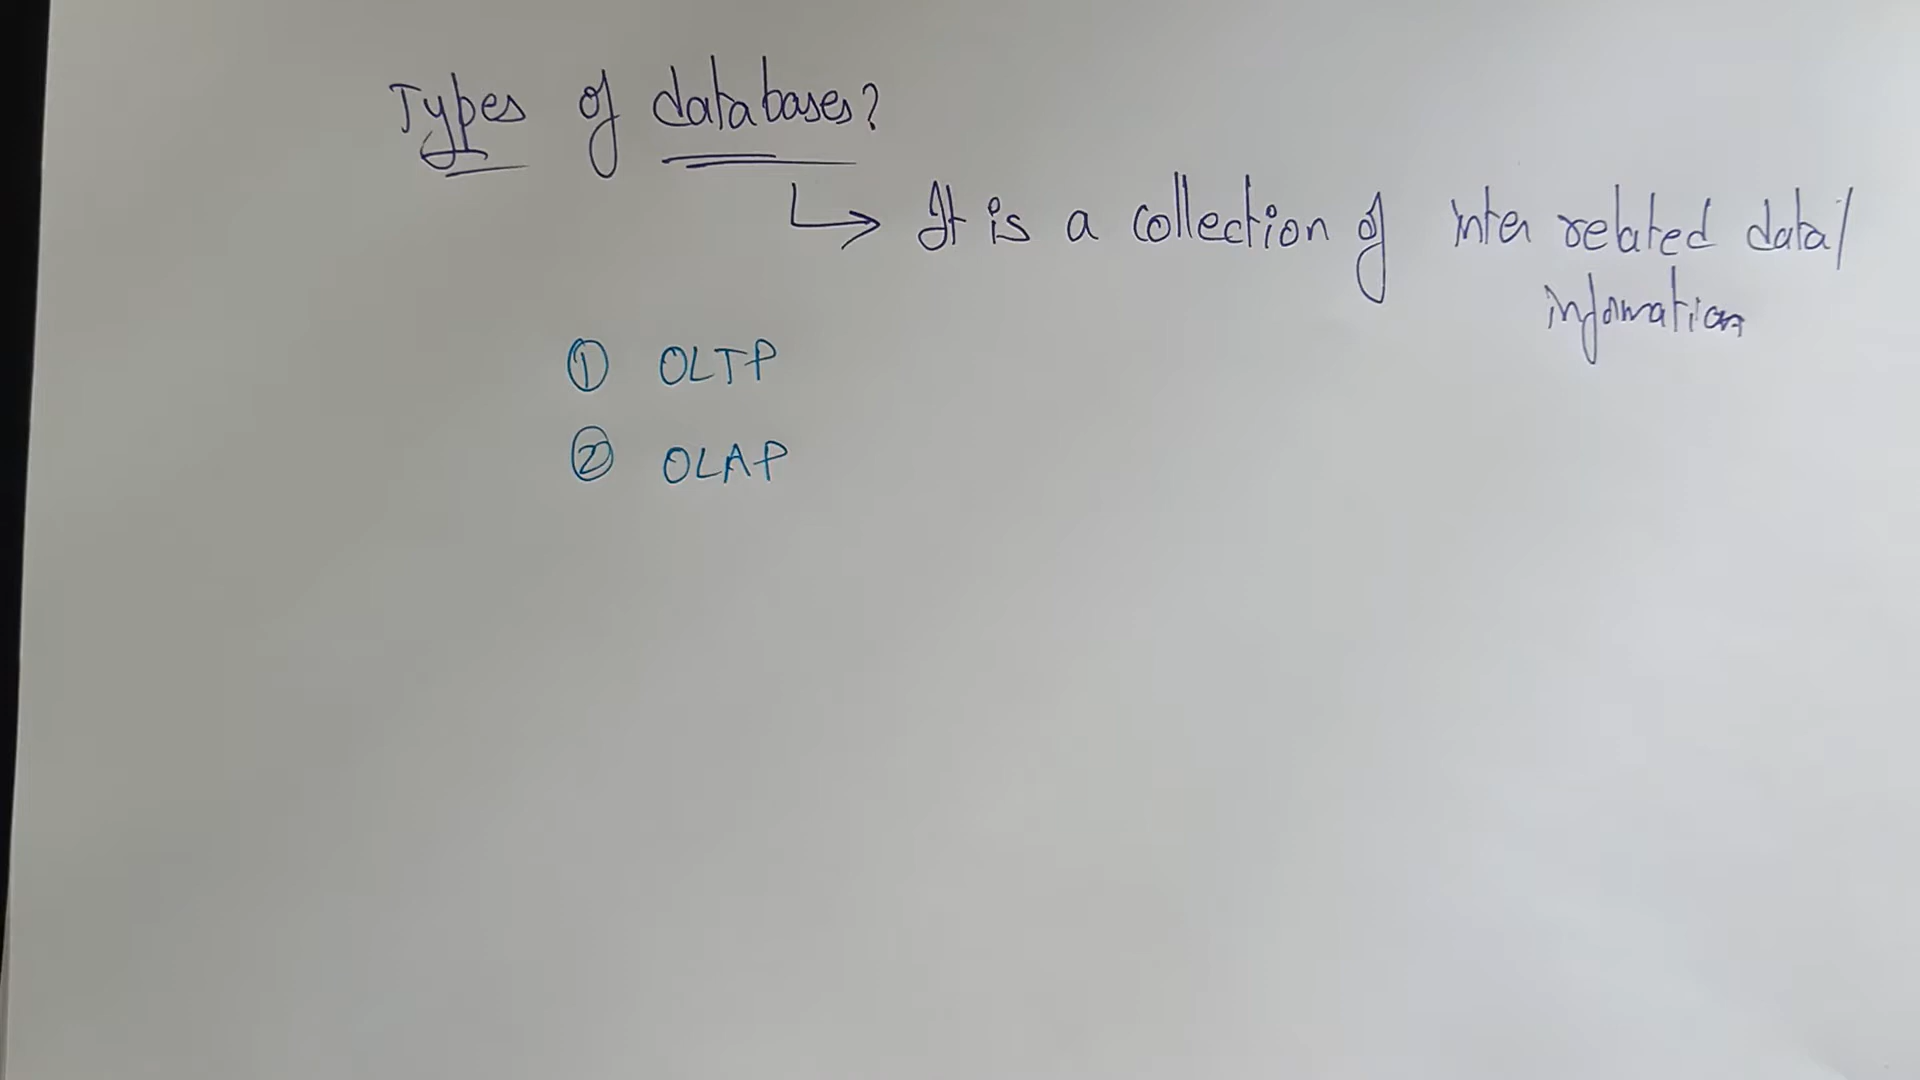 Types of databases?
↳ It is a collection of inter related data/
information
① OLTP
② OLAP